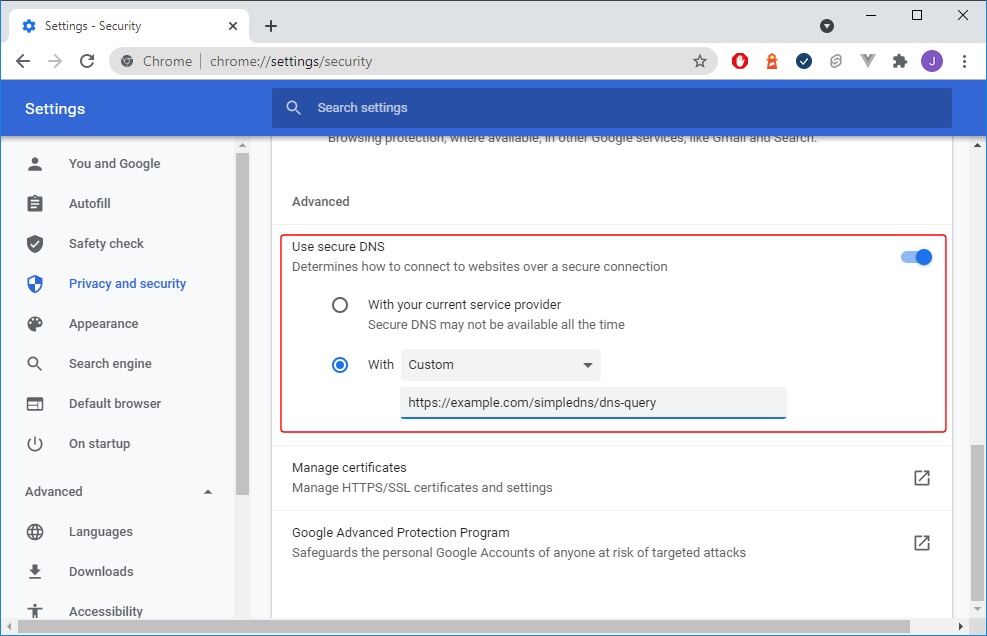 Settings - Security
Chrome | chrome://settings/security
J
Settings
Search settings
You and Google
Autofill
Safety check
Privacy and security
Appearance
Search engine
Default browser
On startup
Advanced
Languages
Downloads
Accessibility
Browsing protection, where available, in other Google services, like Gmail and Search.
Advanced
Use secure DNS
Determines how to connect to websites over a secure connection
With your current service provider
Secure DNS may not be available all the time
With Custom
https://example.com/simpledns/dns-query
Manage certificates
Manage HTTPS/SSL certificates and settings
Google Advanced Protection Program
Safeguards the personal Google Accounts of anyone at risk of targeted attacks